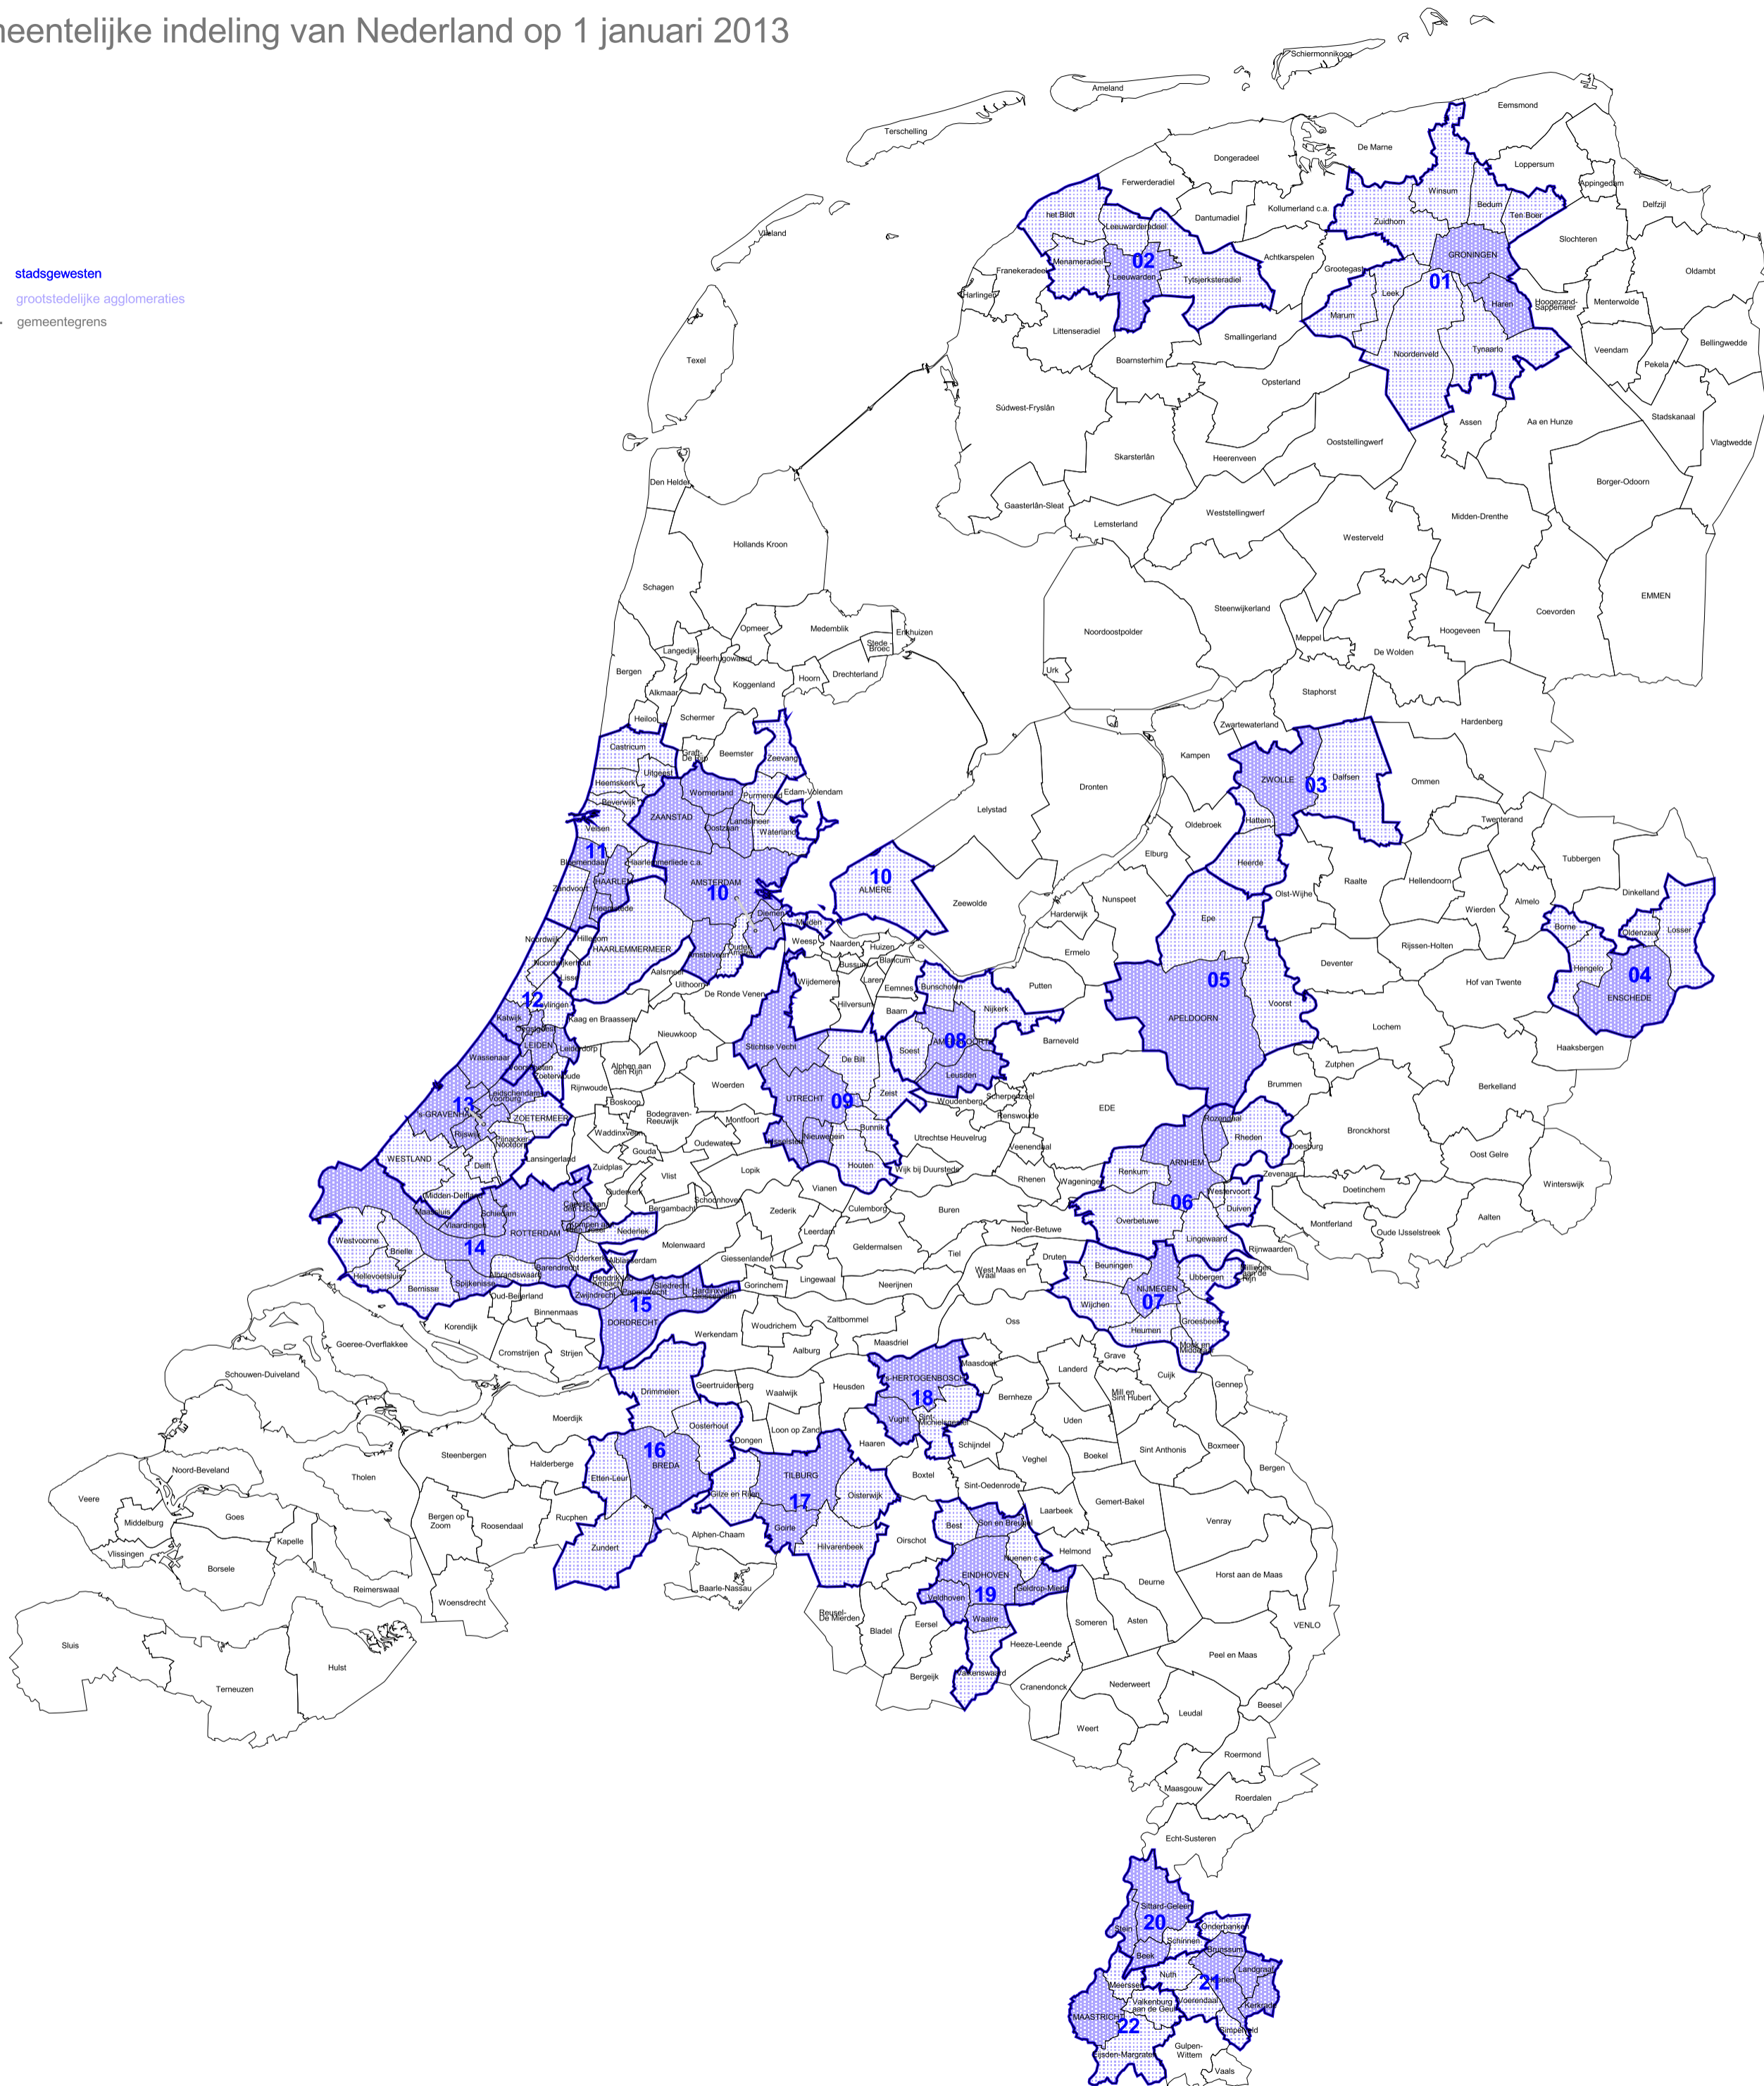 neentelijke indeling van Nederland op 1 januari 2013
stadsgewesten
grootstedelijke agglomeraties
gemeentegrens
Schiermonnikoog
Ameland
Terschelling
Vlieland
Texel
Eemsmond
De Marne
Dongeradeel
Loppersum
Ferwerderadiel
Appingedam
Winsum
Bedum
Delfzijl
het Bildt
Dantumadiel
Kollumerland c.a.
Zuidhorn
Ten Boer
Leeuwarderadeel
Slochteren
Menameradiel
02
Achtkarspelen
Grootegast
GRONINGEN
Oldambt
Franekeradeel
Leeuwarden
Tytsjerksteradiel
01
Harlingen
Leek
Haren
Hoogezand-
Sappemeer
Menterwolde
Marum
Littenseradiel
Smallingerland
Boarnsterhim
Noordenveld
Tynaarlo
Veendam
Bellingwedde
Pekela
Opsterland
Súdwest-Fryslân
Assen
Aa en Hunze
Stadskanaal
Vlagtwedde
Ooststellingwerf
Skarsterlân
Heerenveen
Borger-Odoorn
Den Helder
Gaasterlân-Sleat
Weststellingwerf
Midden-Drenthe
Lemsterland
Westerveld
Hollands Kroon
Schagen
EMMEN
Steenwijkerland
Coevorden
Opmeer
Medemblik
Enkhuizen
Noordoostpolder
Hoogeveen
Meppel
Stede
Broec
Langedijk
Heerhugowaard
De Wolden
Bergen
Urk
Drechterland
Hoorn
Koggenland
Alkmaar
Staphorst
Schermer
Heiloo
Zwartewaterland
Hardenberg
Castricum
Graft-
De Rijp
Beemster
Zeevang
Kampen
Uitgeest
ZWOLLE
Dalfsen
03
Ommen
Heemskerk
Wormerland
Purmerend
Edam-Volendam
Dronten
Beverwijk
Lelystad
ZAANSTAD
Landsmeer
Oostzaan
Waterland
Hattem
Twenterand
Velsen
Oldebroek
11
Elburg
Bloemendaal
Haarlemmerliede c.a.
Heerde
Tubbergen
HAARLEM
AMSTERDAM
10
10
ALMERE
Zandvoort
Raalte
Hellendoorn
Dinkelland
Olst-Wijhe
Nunspeet
Zeewolde
Almelo
Heemstede
Diemen
Harderwijk
Wierden
Epe
Muiden
Borne
Losser
Oldenzaal
Noordwijk
Hillegom
HAARLEMMERMEER
Weesp
Naarden
Huizen
Rijssen-Holten
Amstelveen
Ouder-
Ermelo
Noordwijkerhout
Bussum
Blaricum
Deventer
Hengelo
04
Lisse
Aalsmeer
Wijdemeren
Laren
05
Hof van Twente
Uithoorn
Eemnes
Bunschoten
Putten
De Ronde Venen
ENSCHEDE
12
Hilversum
Baarn
Nijkerk
Voorst
Katwijk
Kaag en Braassem
APELDOORN
Lochem
Nieuwkoop
LEIDEN
Leiderdorp
Stichtse Vecht
De Bilt
Soest
08
Barneveld
Haaksbergen
Wassenaar
Voorschoten
Zoeterwoude
Alphen aan
den Rijn
Leusden
Zutphen
Rijnwoude
Woerden
Zeist
Brummen
Berkelland
Leidschendam-
Voorburg
Boskoop
UTRECHT
09
Woudenberg
Scherpenzeel
13
's-GRAVENHAGE
ZOETERMEER
Bodegraven-
Reeuwijk
Montfoort
Renswoude
EDE
Rozendaal
Rijswijk
Pijnacker-
Nootdorp
Waddinxveen
Oudewater
IJsselstein
Nieuwegein
Bunnik
Utrechtse Heuvelrug
Veenendaal
Rheden
Doesburg
Bronckhorst
WESTLAND
Delft
Lansingerland
Gouda
Zuidplas
Houten
Oost Gelre
ARNHEM
Vlist
Lopik
Wijk bij Duurstede
Renkum
Zevenaar
Rhenen
Wageningen
Winterswijk
Midden-Delfland
Ouderkerk
Schoonhoven
Vianen
Westervoort
Doetinchem
Maassluis
Schiedam
Bergambacht
Zederik
Culemborg
Buren
06
Duiven
Vlaardingen
ROTTERDAM
Nederlek
Leerdam
Neder-Betuwe
Overbetuwe
Montferland
Aalten
Westvoorne
14
Molenwaard
Geldermalsen
Tiel
Lingewaard
Oude IJsselstreek
Brielle
Ridderkerk
Alblasserdam
Giessenlanden
Druten
Beuningen
Rijnwaarden
Barendrecht
Hellevoetsluis
Albrandswaard
Lingewaal
Neerijnen
West Maas en
Waal
Ubbergen
Spijkenisse
Zwijndrecht
Papendrecht
Sliedrecht
Gorinchem
NIJMEGEN
Bernisse
Oud-Beijerland
15
Wijchen
07
Binnenmaas
DORDRECHT
Woudrichem
Zaltbommel
Oss
Heumen
Groesbeek
Korendijk
Werkendam
Maasdriel
Goeree-Overflakkee
Cromstrijen
Strijen
Aalburg
Grave
Schouwen-Duiveland
Maasdonk
Landerd
Cuijk
Gennep
Drimmelen
Geertruidenberg
Waalwijk
Heusden
's-HERTOGENBOSCH
Bernheze
Mill en
Sint Hubert
18
Moerdijk
Oosterhout
Loon op Zand
Vught
Sint-
Michielsgestel
Uden
Dongen
Haaren
Schijndel
Sint Anthonis
Boxmeer
Steenbergen
16
BREDA
Halderberge
Veghel
Boekel
Bergen
Noord-Beveland
Tholen
Etten-Leur
TILBURG
Boxtel
Sint-Oedenrode
Veere
17
Gilze en Rijen
Oisterwijk
Gemert-Bakel
Laarbeek
Goes
Middelburg
Bergen op
Zoom
Roosendaal
Rucphen
Goirle
Best
Son en Breugel
Venray
Kapelle
Alphen-Chaam
Oirschot
Vlissingen
Zundert
Hilvarenbeek
Nuenen c.a.
Helmond
Borsele
EINDHOVEN
Horst aan de Maas
Reimerswaal
Baarle-Nassau
Geldrop-Mierlo
Deurne
Woensdrecht
Veldhoven
19
Reusel-
De Mierden
Waalre
Someren
Asten
VENLO
Eersel
Bladel
Sluis
Heeze-Leende
Peel en Maas
Hulst
Bergeijk
Valkenswaard
Cranendonck
Nederweert
Terneuzen
Beesel
Leudal
Weert
Roermond
Maasgouw
Roerdalen
Echt-Susteren
Sittard-Geleen
20
Stein
Onderbanken
Schinnen
Brunssum
Beek
Landgraaf
Nuth
21
Heerlen
Meerssen
Valkenburg
aan de Geul
Voerendaal
Kerkrade
MAASTRICHT
22
Simpelveld
Gulpen-
Wittem
Eijsden-Margraten
Vaals